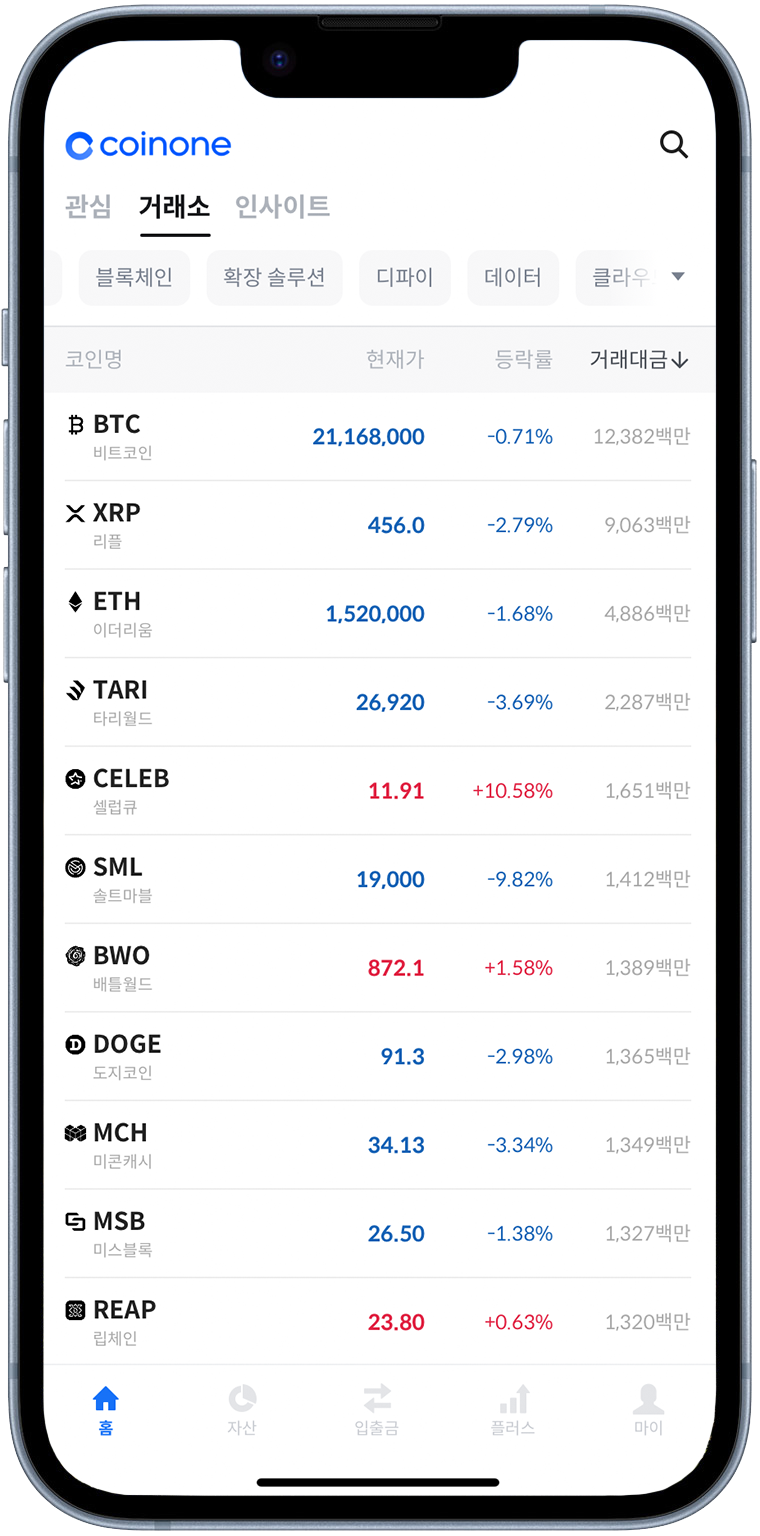 coinone
관심 거래소 인사이트
블록체인 확장 솔루션 디파이 데이터 클라우
코인명 현재가 등락률 거래대금↓
BTC
비트코인
21,168,000 -0.71% 12,382백만
XRP
리플
456.0 -2.79% 9,063백만
ETH
이더리움
1,520,000 -1.68% 4,886백만
TARI
타리월드
26,920 -3.69% 2,287백만
CELEB
셀럽큐
11.91 +10.58% 1,651백만
SML
솔트마블
19,000 -9.82% 1,412백만
BWO
배틀월드
872.1 +1.58% 1,389백만
DOGE
도지코인
91.3 -2.98% 1,365백만
MCH
미콘캐시
34.13 -3.34% 1,349백만
MSB
미스블록
26.50 -1.38% 1,327백만
REAP
립체인
23.80 +0.63% 1,320백만
홈 자산 입출금 플러스 마이